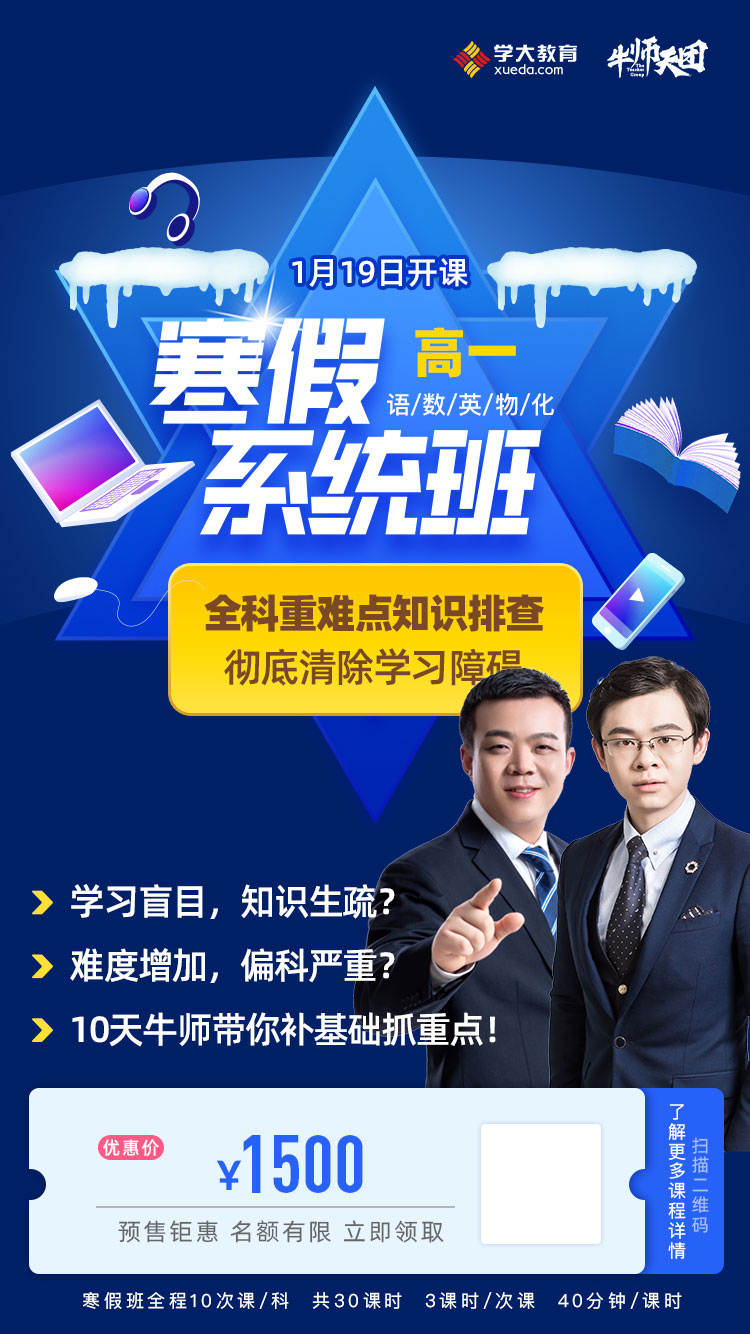 学大教育
xueda.com
牛师天团
The Teacher Group
1月19日开课
寒假
高一
语/数/英/物/化
系统班
全科重难点知识排查
彻底清除学习障碍
学习盲目，知识生疏？
难度增加，偏科严重？
10天牛师带你补基础抓重点！
优惠价
¥1500
预售钜惠 名额有限 立即领取
扫描二维码
了解更多课程详情
寒假班全程10次课/科 共30课时 3课时/次课 40分钟/课时